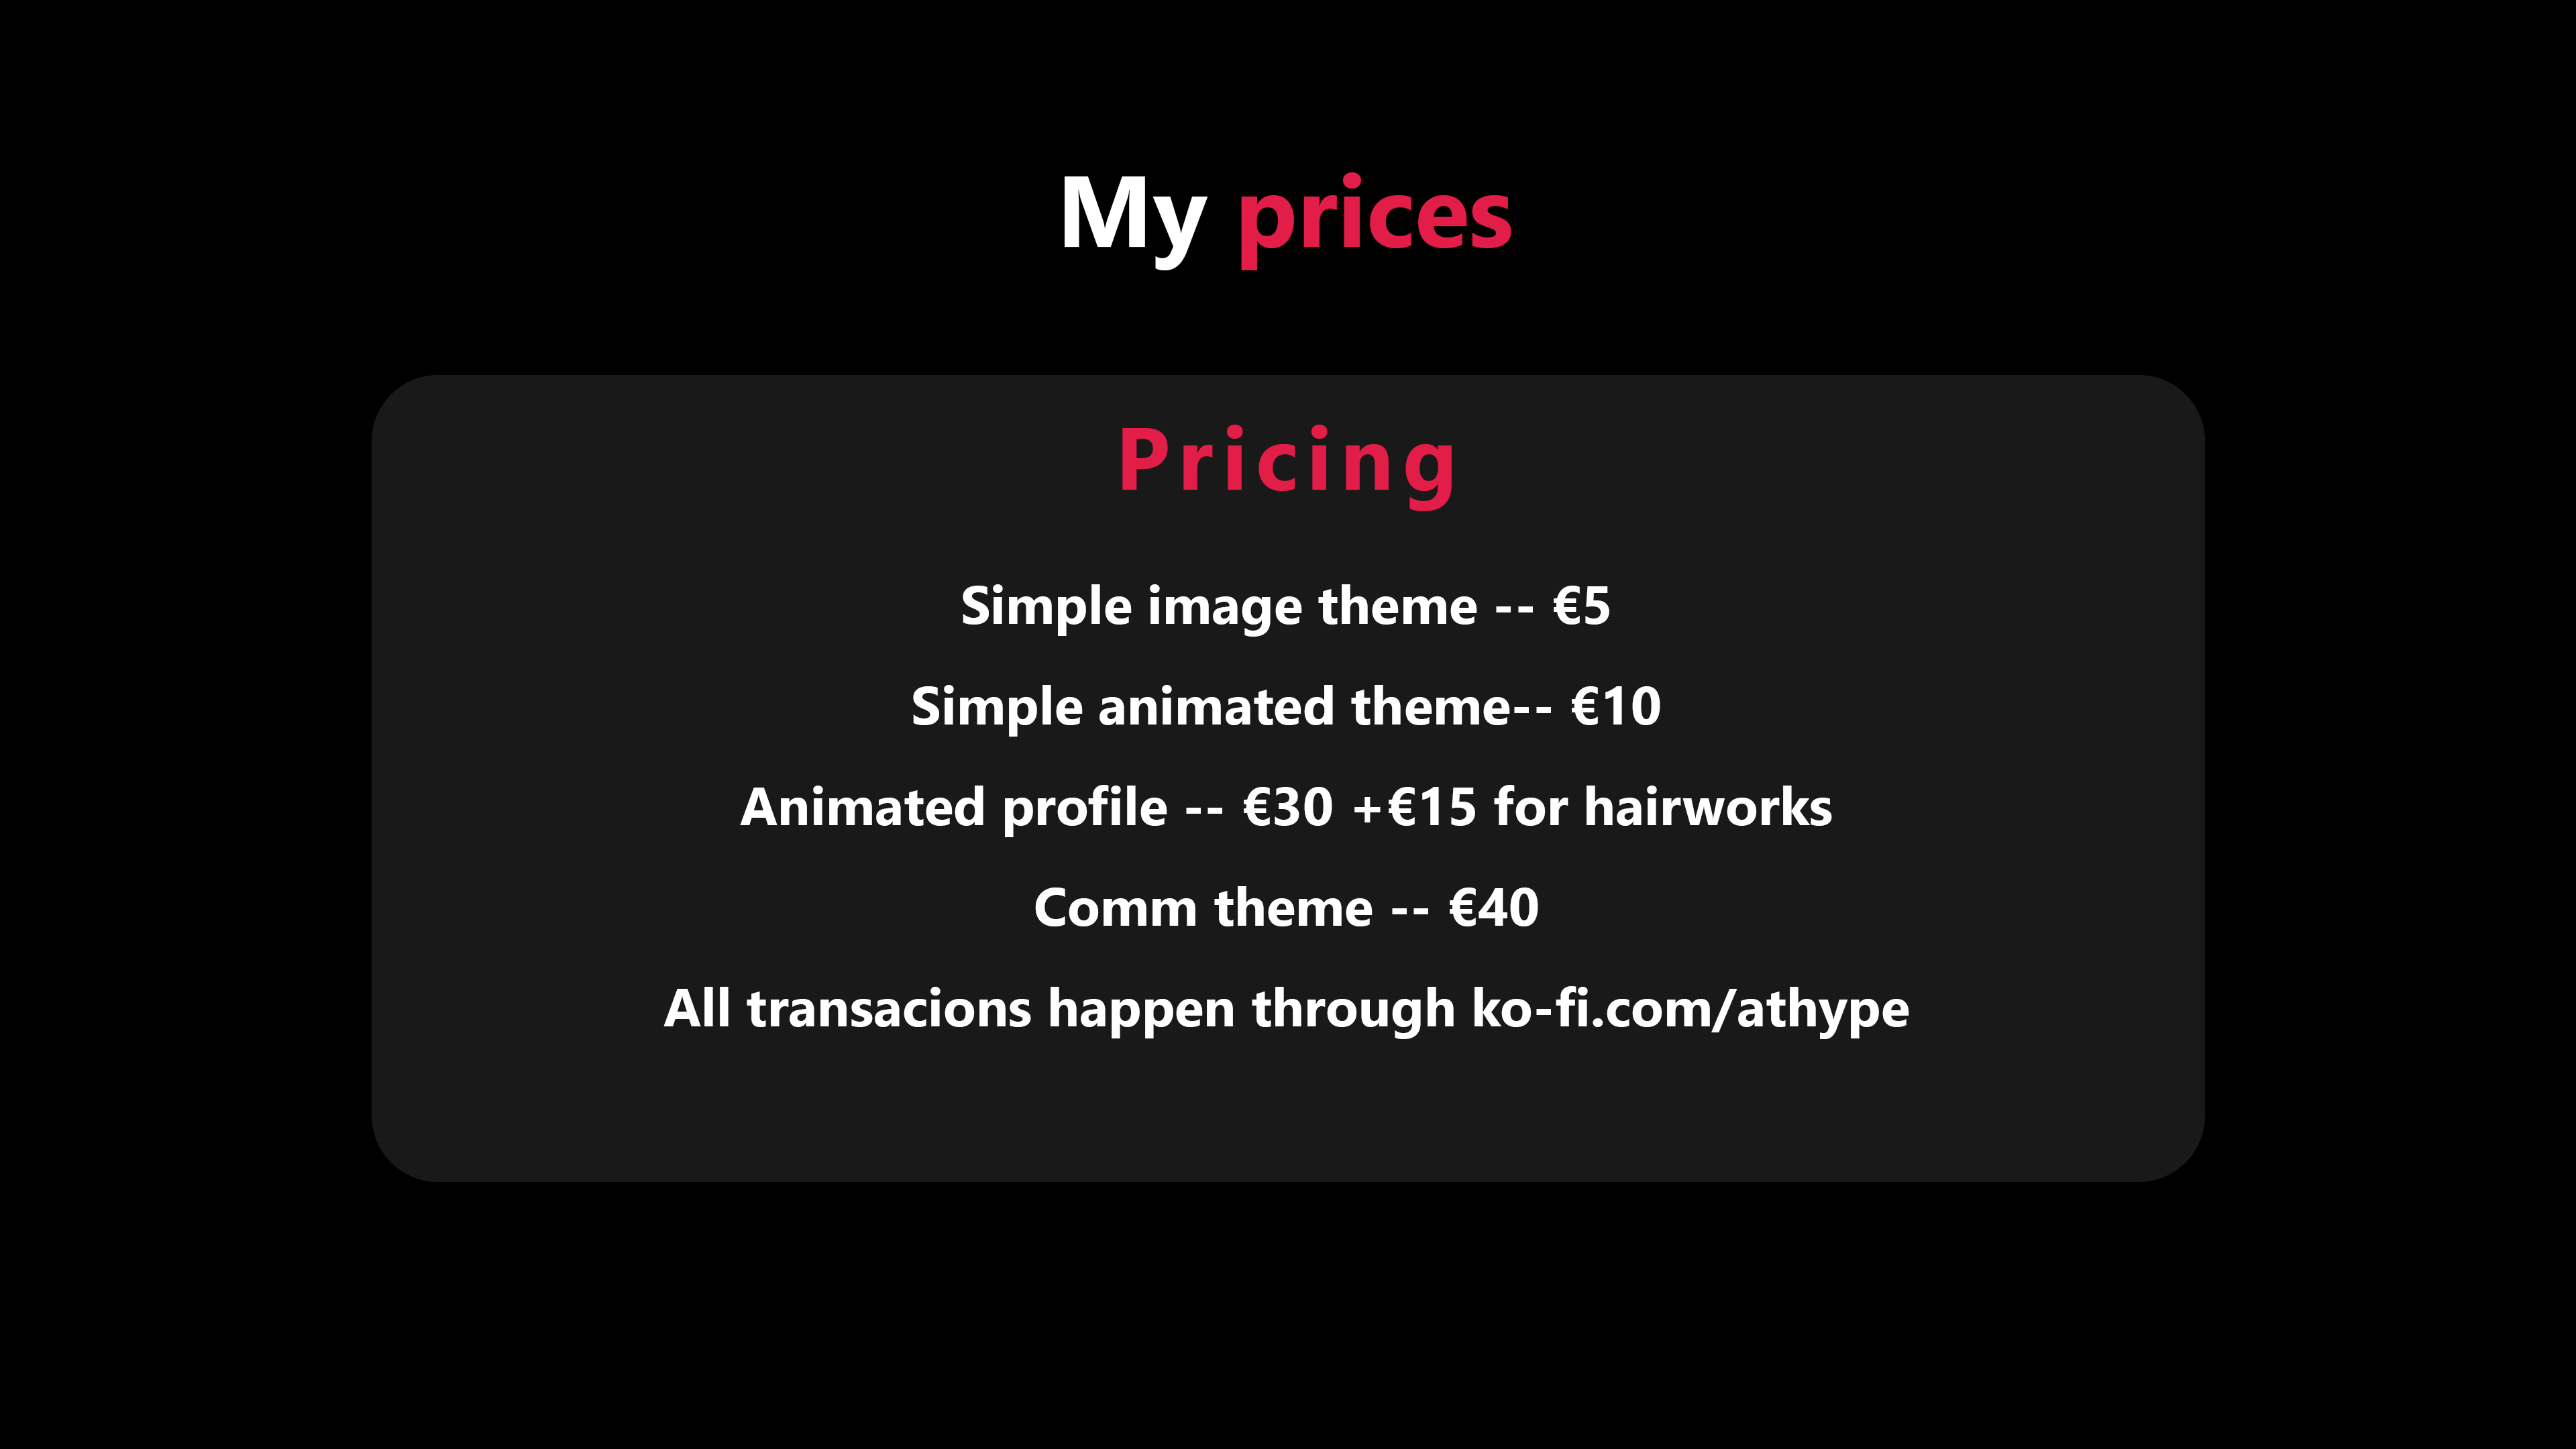 My prices
Pricing
Simple image theme -- €5
Simple animated theme-- €10
Animated profile -- €30 +€15 for hairworks
Comm theme -- €40
All transacions happen through ko-fi.com/athype